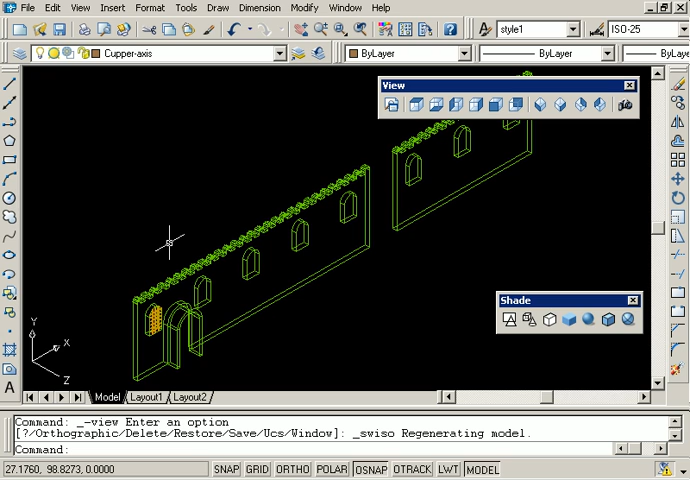 File Edit View Insert Format Tools Draw Dimension Modify Window Help
A style1 ISO-25
Cupper-axis ByLayer ByLayer ByLayer
View
Shade
Y
X
Z
A
Model Layout1 Layout2
Command: _-view Enter an option
[?/Orthographic/Delete/Restore/Save/Ucs/Window]: _swiso Regenerating model.
Command:
27.1760, 98.8273, 0.0000 SNAP GRID ORTHO POLAR OSNAP OTRACK LWT MODEL